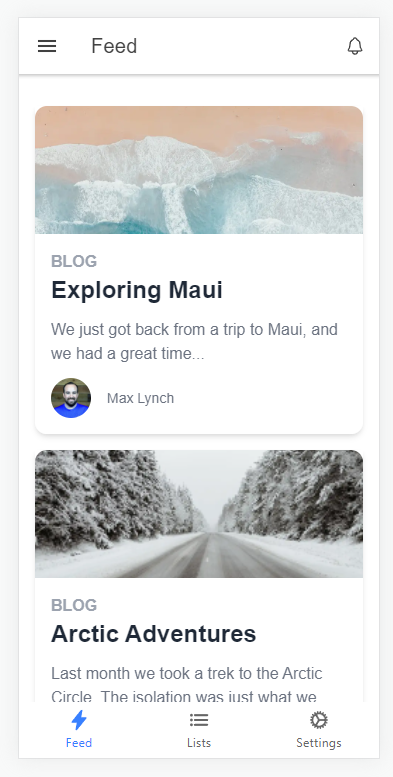 Feed
BLOG
Exploring Maui
We just got back from a trip to Maui, and
we had a great time...
Max Lynch
BLOG
Arctic Adventures
Last month we took a trek to the Arctic
Circle. The isolation was just what we
Feed
Lists
Settings